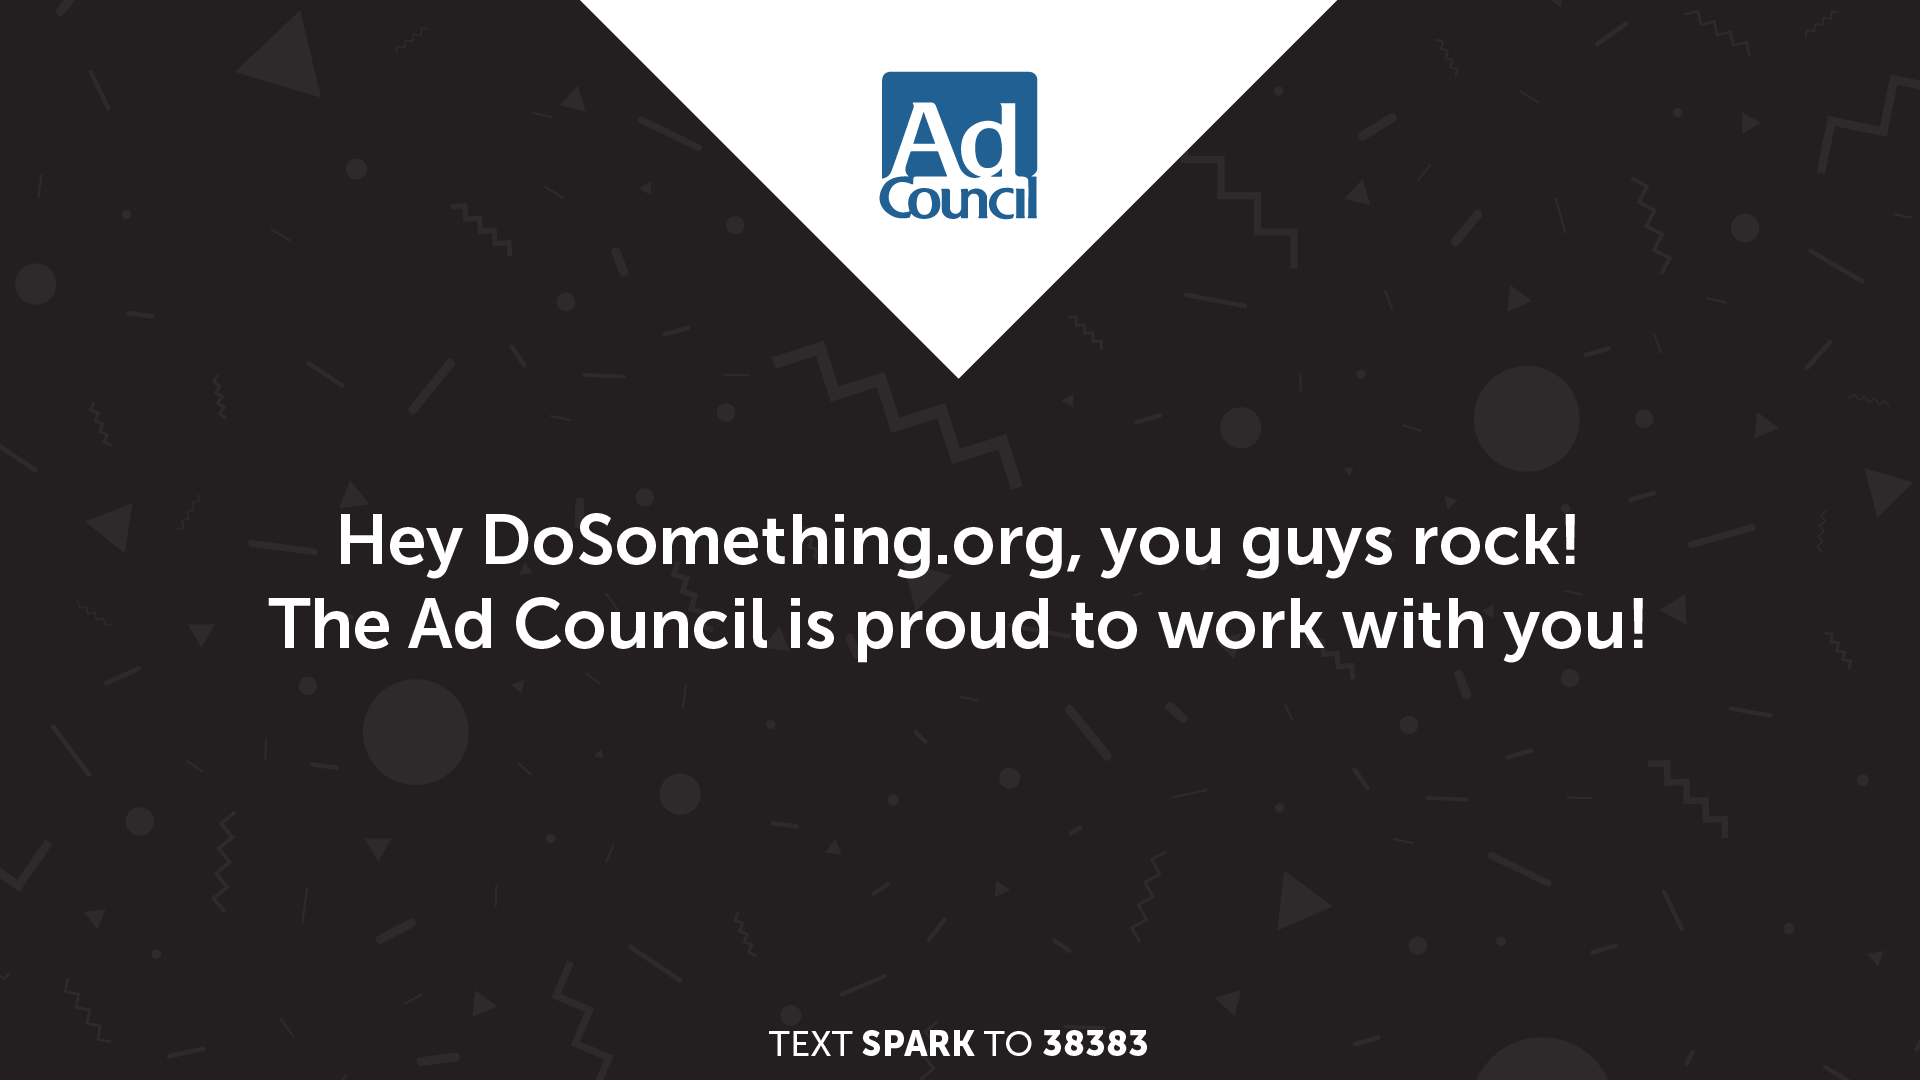 Ad
Council
Hey DoSomething.org, you guys rock!
The Ad Council is proud to work with you!
TEXT SPARK TO 38383